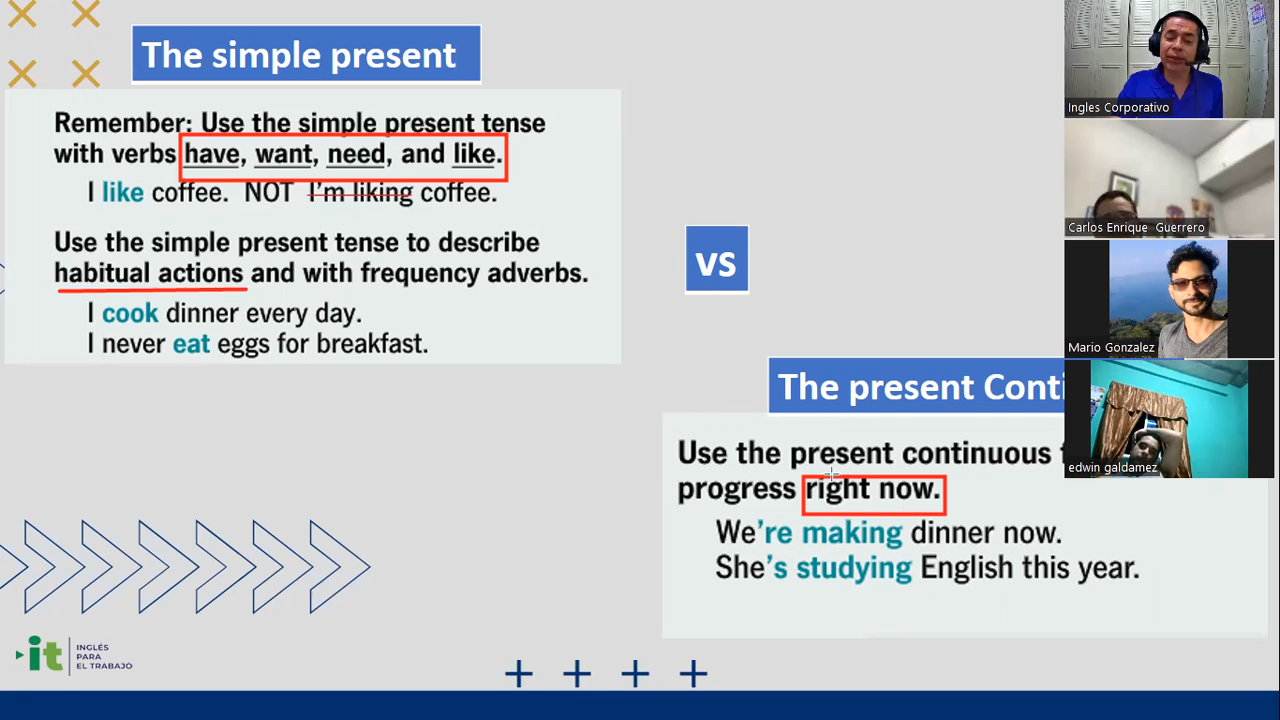 The simple present
Remember: Use the simple present tense
with verbs have, want, need, and like.
I like coffee. NOT I'm liking coffee.
Use the simple present tense to describe
habitual actions and with frequency adverbs.
I cook dinner every day.
I never eat eggs for breakfast.
vs
The present Conti
Use the present continuous
progress right now.
We're making dinner now.
She's studying English this year.
it
INGLÉS
PARA
EL TRABAJO
Ingles Corporativo
Carlos Enrique Guerrero
Mario Gonzalez
edwin galdamez